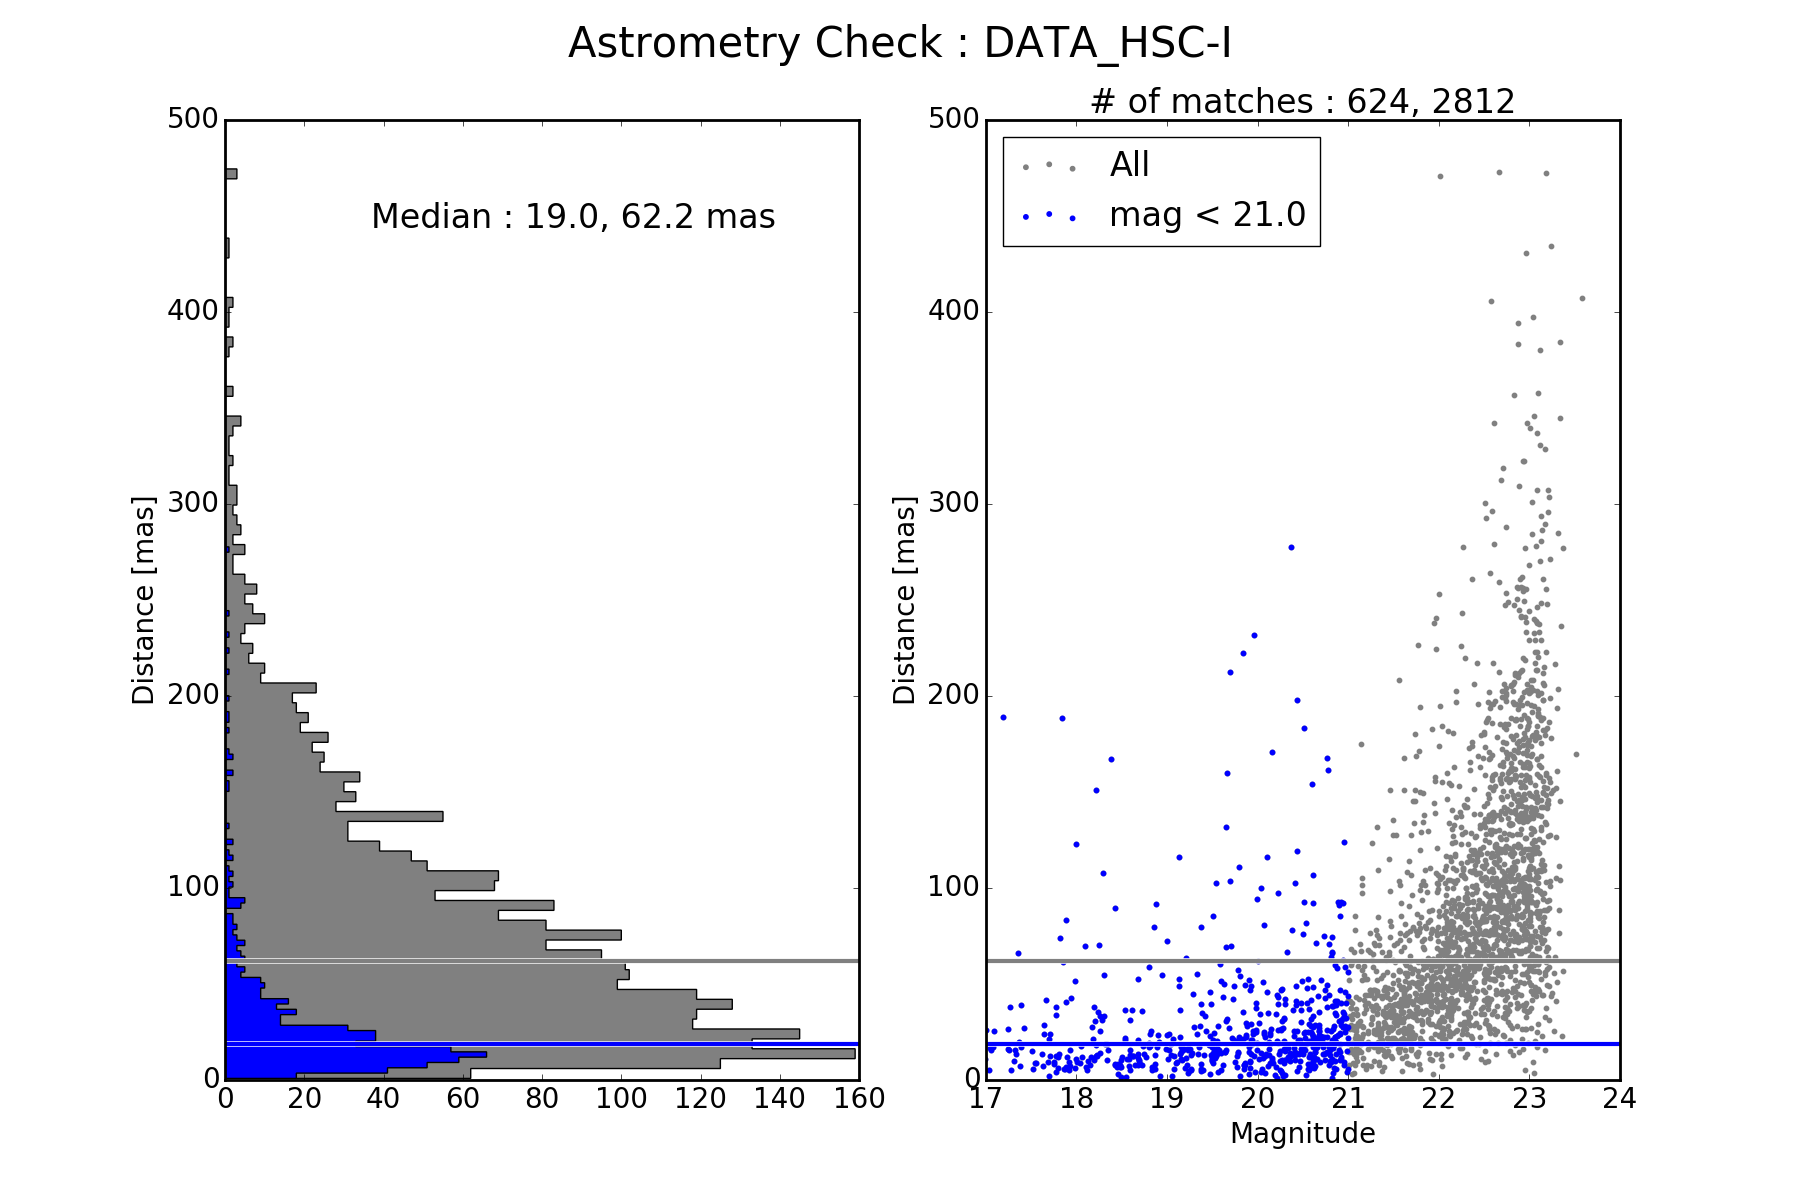 Astrometry Check : DATA_HSC-I
# of matches : 624, 2812
500
400
300
200
100
0
Distance [mas]
Median : 19.0, 62.2 mas
0 20 40 60 80 100 120 140 160
500
400
300
200
100
0
Distance [mas]
All
mag < 21.0
17 18 19 20 21 22 23 24
Magnitude